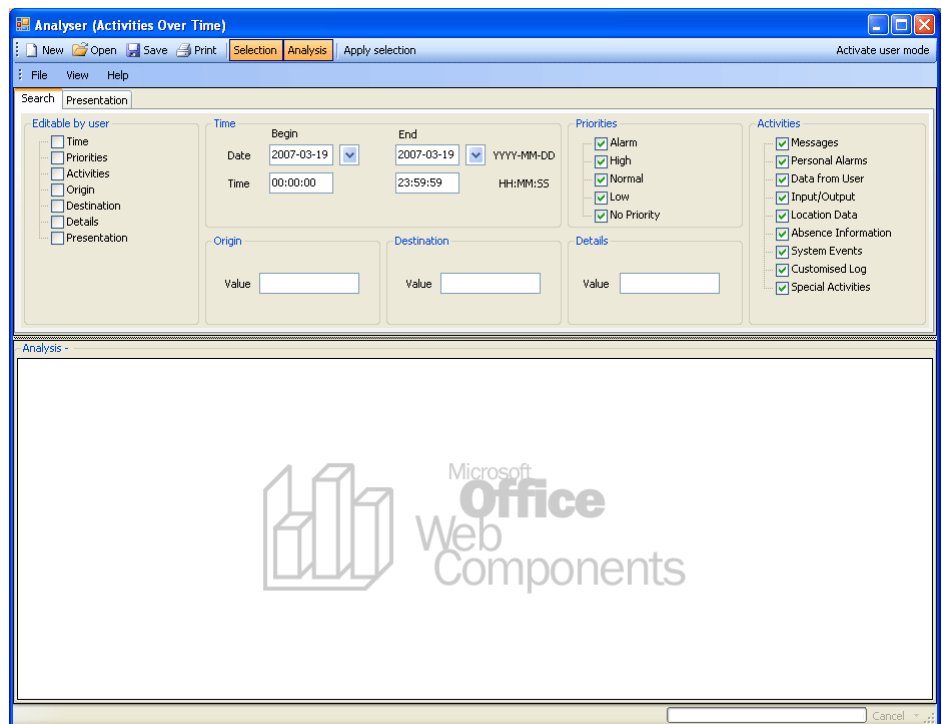 Analyser (Activities Over Time)
New Open Save Print Selection Analysis Apply selection Activate user mode
File View Help
Search Presentation
Editable by user
Time
Priorities
Activities
Origin
Destination
Details
Presentation
Time
Begin End
Date 2007-03-19 2007-03-19 YYYY-MM-DD
Time 00:00:00 23:59:59 HH:MM:SS
Priorities
Alarm
High
Normal
Low
No Priority
Activities
Messages
Personal Alarms
Data from User
Input/Output
Location Data
Absence Information
System Events
Customised Log
Special Activities
Origin
Value
Destination
Value
Details
Value
Analysis -
Microsoft
Office
Web
Components
Cancel